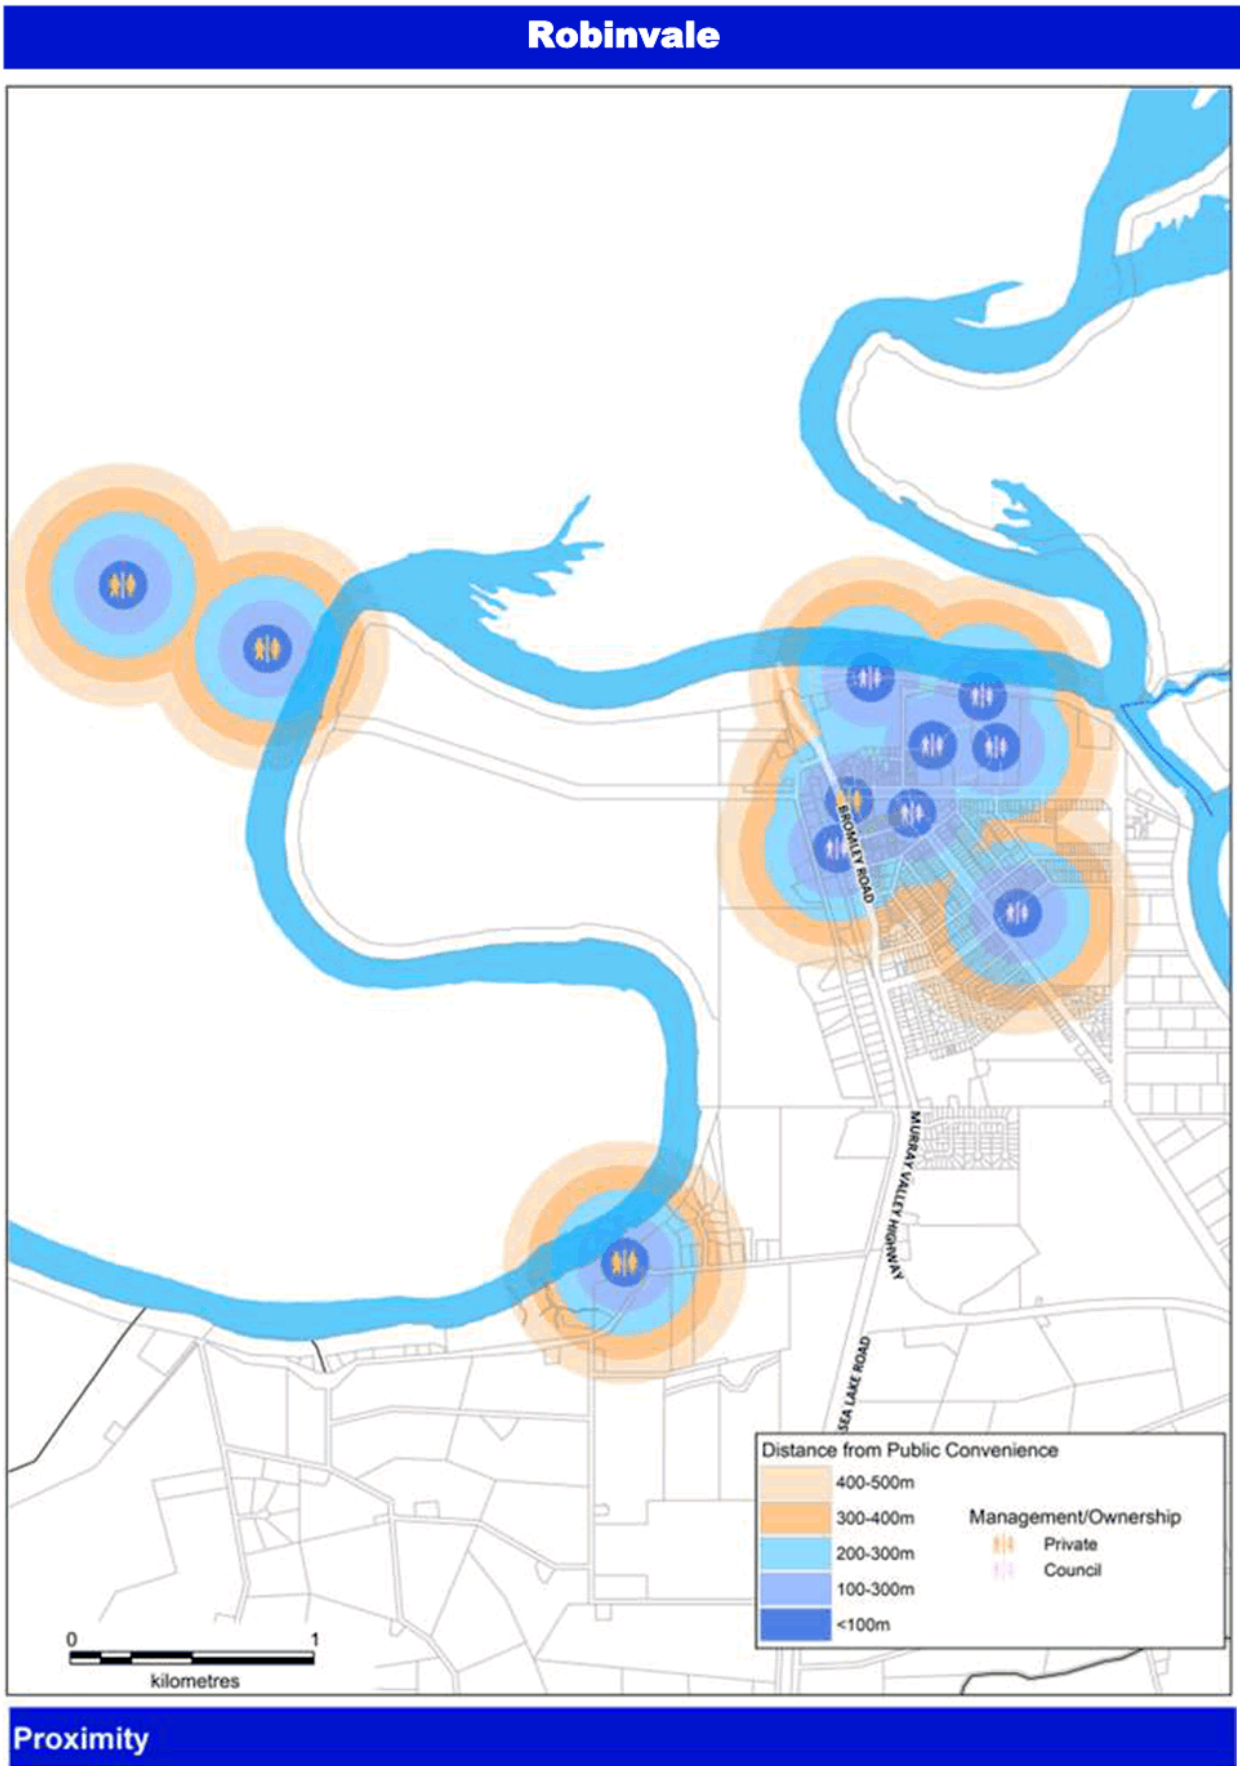 Robinvale
BROMLEY ROAD
MURRAY VALLEY HIGHWAY
SEA LAKE ROAD
Distance from Public Convenience
400-500m
300-400m
200-300m
100-300m
<100m
Management/Ownership
Private
Council
0 1
kilometres
Proximity